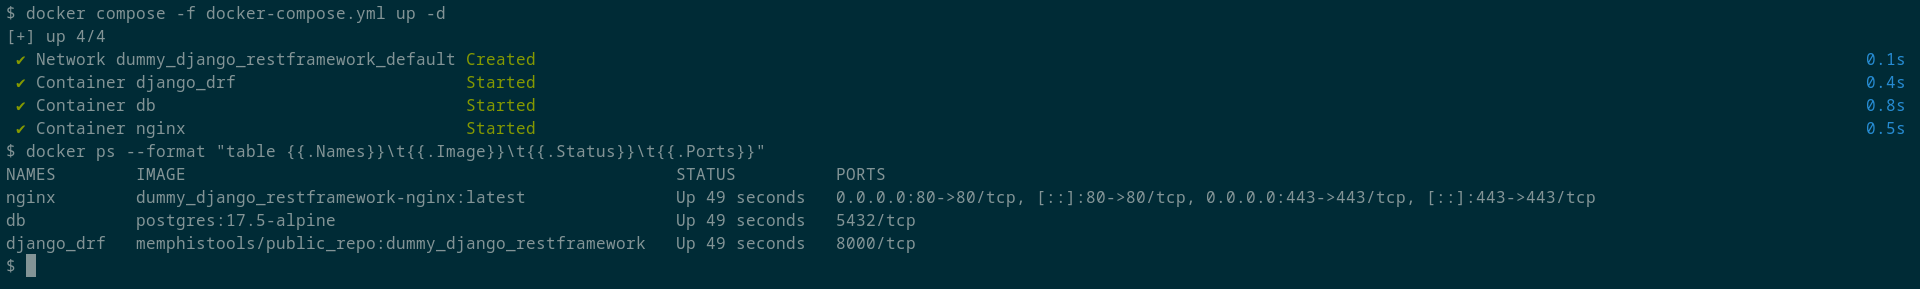 $ docker compose -f docker-compose.yml up -d
[+] up 4/4
✔ Network dummy_django_restframework_default Created 0.1s
✔ Container django_drf Started 0.4s
✔ Container db Started 0.8s
✔ Container nginx Started 0.5s
$ docker ps --format "table {{.Names}}\t{{.Image}}\t{{.Status}}\t{{.Ports}}"
NAMES IMAGE STATUS PORTS
nginx dummy_django_restframework-nginx:latest Up 49 seconds 0.0.0.0:80->80/tcp, [::]:80->80/tcp, 0.0.0.0:443->443/tcp, [::]:443->443/tcp
db postgres:17.5-alpine Up 49 seconds 5432/tcp
django_drf memphistools/public_repo:dummy_django_restframework Up 49 seconds 8000/tcp
$